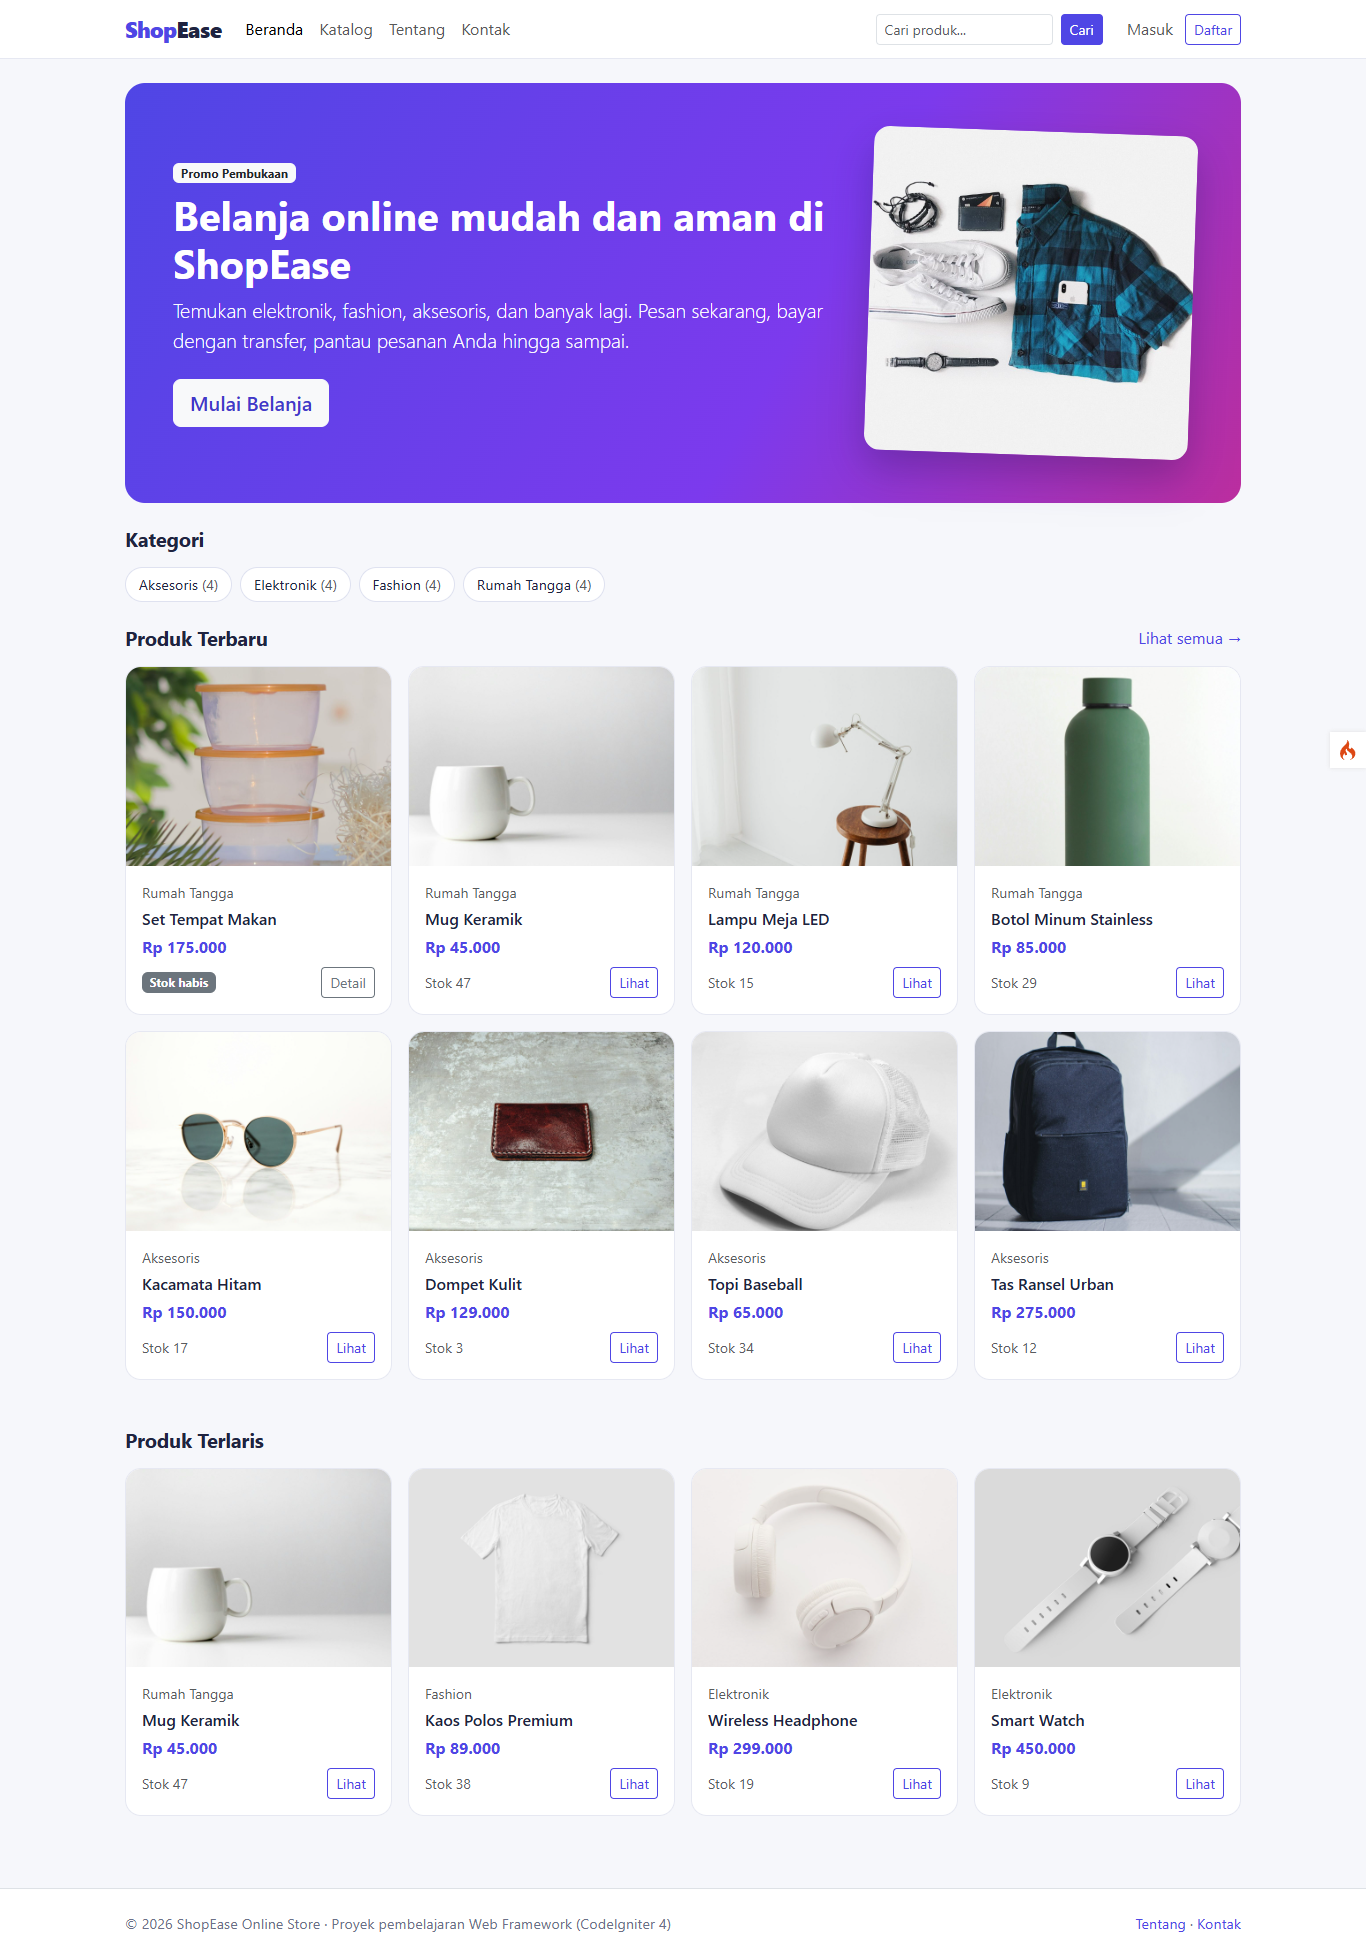 ShopEase Beranda Katalog Tentang Kontak Cari produk... Cari Masuk Daftar
Promo Pembukaan
Belanja online mudah dan aman di
ShopEase
Temukan elektronik, fashion, aksesoris, dan banyak lagi. Pesan sekarang, bayar
dengan transfer, pantau pesanan Anda hingga sampai.
Mulai Belanja
Kategori
Aksesoris (4) Elektronik (4) Fashion (4) Rumah Tangga (4)
Produk Terbaru Lihat semua →
Rumah Tangga
Set Tempat Makan
Rp 175.000
Stok habis Detail
Rumah Tangga
Mug Keramik
Rp 45.000
Stok 47 Lihat
Rumah Tangga
Lampu Meja LED
Rp 120.000
Stok 15 Lihat
Rumah Tangga
Botol Minum Stainless
Rp 85.000
Stok 29 Lihat
Aksesoris
Kacamata Hitam
Rp 150.000
Stok 17 Lihat
Aksesoris
Dompet Kulit
Rp 129.000
Stok 3 Lihat
Aksesoris
Topi Baseball
Rp 65.000
Stok 34 Lihat
Aksesoris
Tas Ransel Urban
Rp 275.000
Stok 12 Lihat
Produk Terlaris
Rumah Tangga
Mug Keramik
Rp 45.000
Stok 47 Lihat
Fashion
Kaos Polos Premium
Rp 89.000
Stok 38 Lihat
Elektronik
Wireless Headphone
Rp 299.000
Stok 19 Lihat
Elektronik
Smart Watch
Rp 450.000
Stok 9 Lihat
© 2026 ShopEase Online Store · Proyek pembelajaran Web Framework (CodeIgniter 4) Tentang · Kontak